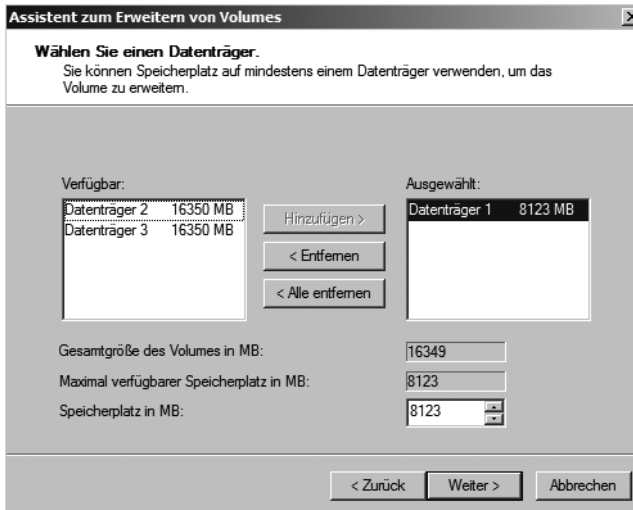 Assistent zum Erweitern von Volumes
Wählen Sie einen Datenträger.
Sie können Speicherplatz auf mindestens einem Datenträger verwenden, um das
Volume zu erweitern.
Verfügbar:
Ausgewählt:
Datenträger 2 16350 MB
Datenträger 3 16350 MB
Hinzufügen >
< Entfernen
< Alle entfernen
Datenträger 1 8123 MB
Gesamtgröße des Volumes in MB: 16349
Maximal verfügbarer Speicherplatz in MB: 8123
Speicherplatz in MB: 8123
< Zurück Weiter > Abbrechen